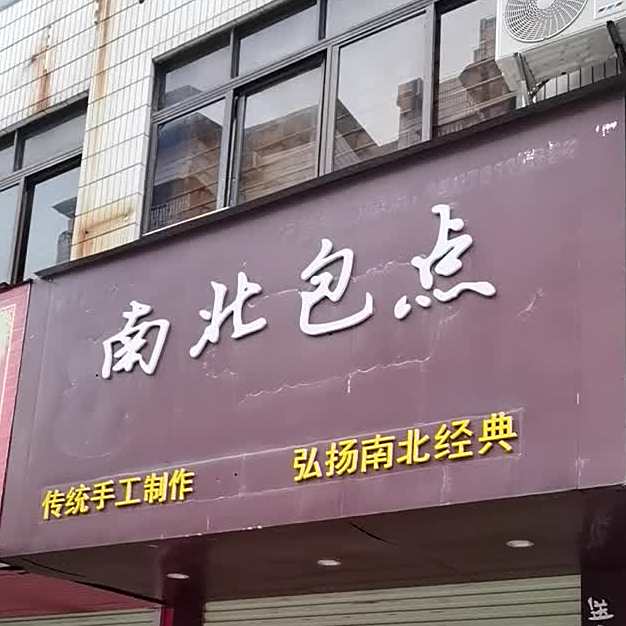 南北包点
传统手工制作 弘扬南北经典